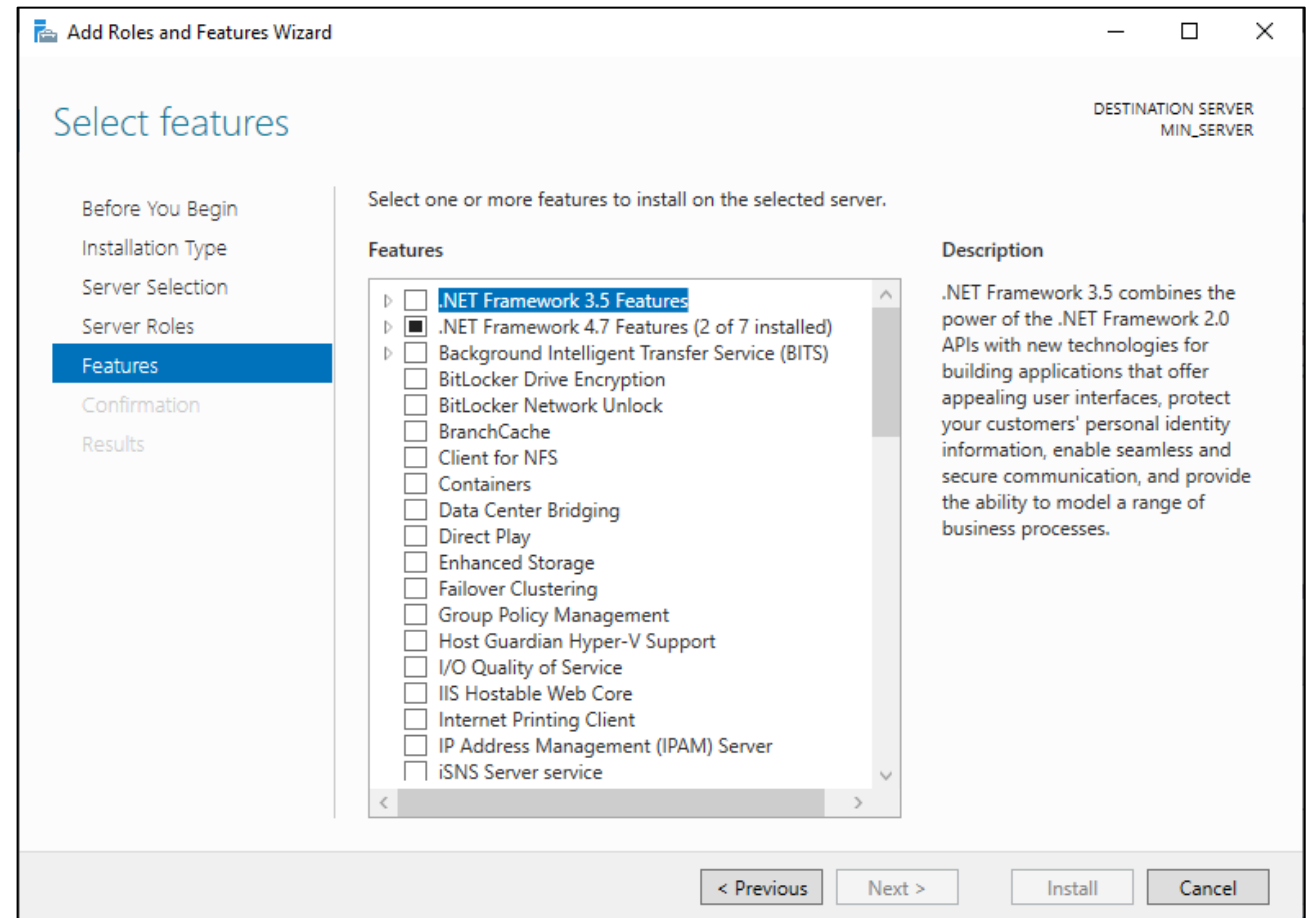 Add Roles and Features Wizard
Select features
DESTINATION SERVER
MIN_SERVER
Before You Begin
Installation Type
Server Selection
Server Roles
Features
Confirmation
Results
Select one or more features to install on the selected server.
Features
.NET Framework 3.5 Features
.NET Framework 4.7 Features (2 of 7 installed)
Background Intelligent Transfer Service (BITS)
BitLocker Drive Encryption
BitLocker Network Unlock
BranchCache
Client for NFS
Containers
Data Center Bridging
Direct Play
Enhanced Storage
Failover Clustering
Group Policy Management
Host Guardian Hyper-V Support
I/O Quality of Service
IIS Hostable Web Core
Internet Printing Client
IP Address Management (IPAM) Server
iSNS Server service
Description
.NET Framework 3.5 combines the
power of the .NET Framework 2.0
APIs with new technologies for
building applications that offer
appealing user interfaces, protect
your customers' personal identity
information, enable seamless and
secure communication, and provide
the ability to model a range of
business processes.
< Previous
Next >
Install
Cancel